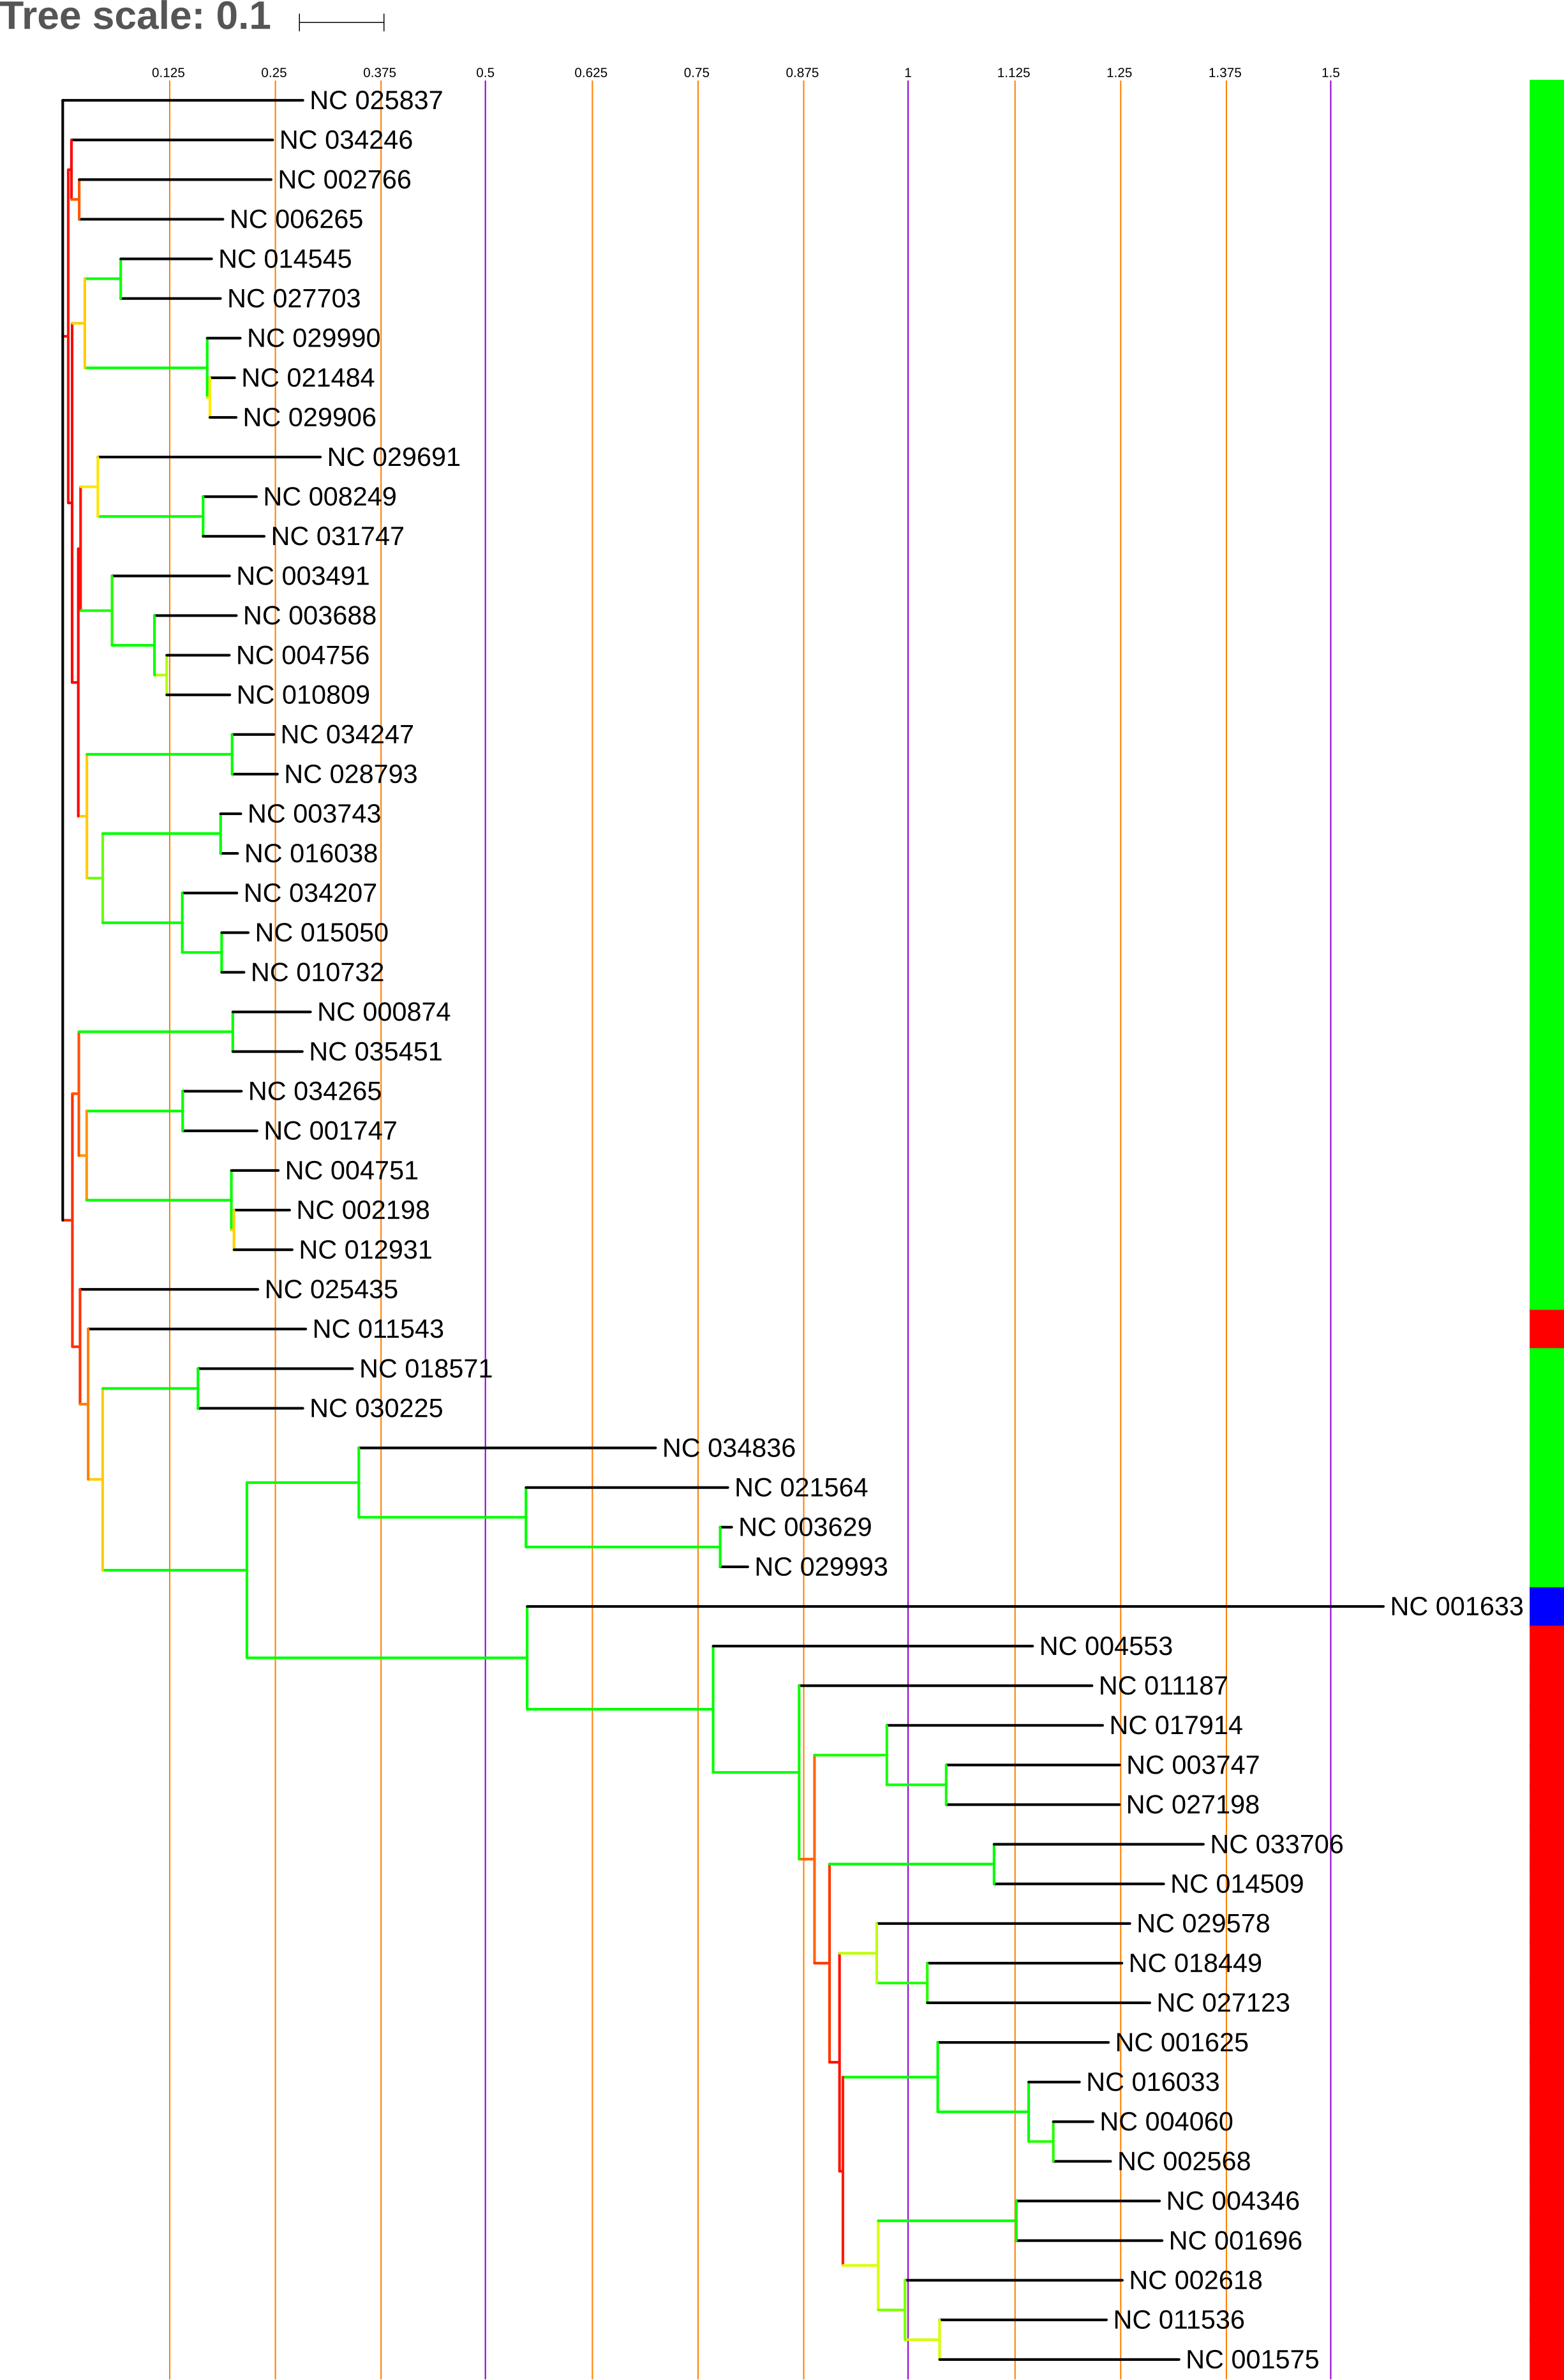 Tree scale: 0.1
0.125 0.25 0.375 0.5 0.625 0.75 0.875 1 1.125 1.25 1.375 1.5
NC 025837
NC 034246
NC 002766
NC 006265
NC 014545
NC 027703
NC 029990
NC 021484
NC 029906
NC 029691
NC 008249
NC 031747
NC 003491
NC 003688
NC 004756
NC 010809
NC 034247
NC 028793
NC 003743
NC 016038
NC 034207
NC 015050
NC 010732
NC 000874
NC 035451
NC 034265
NC 001747
NC 004751
NC 002198
NC 012931
NC 025435
NC 011543
NC 018571
NC 030225
NC 034836
NC 021564
NC 003629
NC 029993
NC 001633
NC 004553
NC 011187
NC 017914
NC 003747
NC 027198
NC 033706
NC 014509
NC 029578
NC 018449
NC 027123
NC 001625
NC 016033
NC 004060
NC 002568
NC 004346
NC 001696
NC 002618
NC 011536
NC 001575